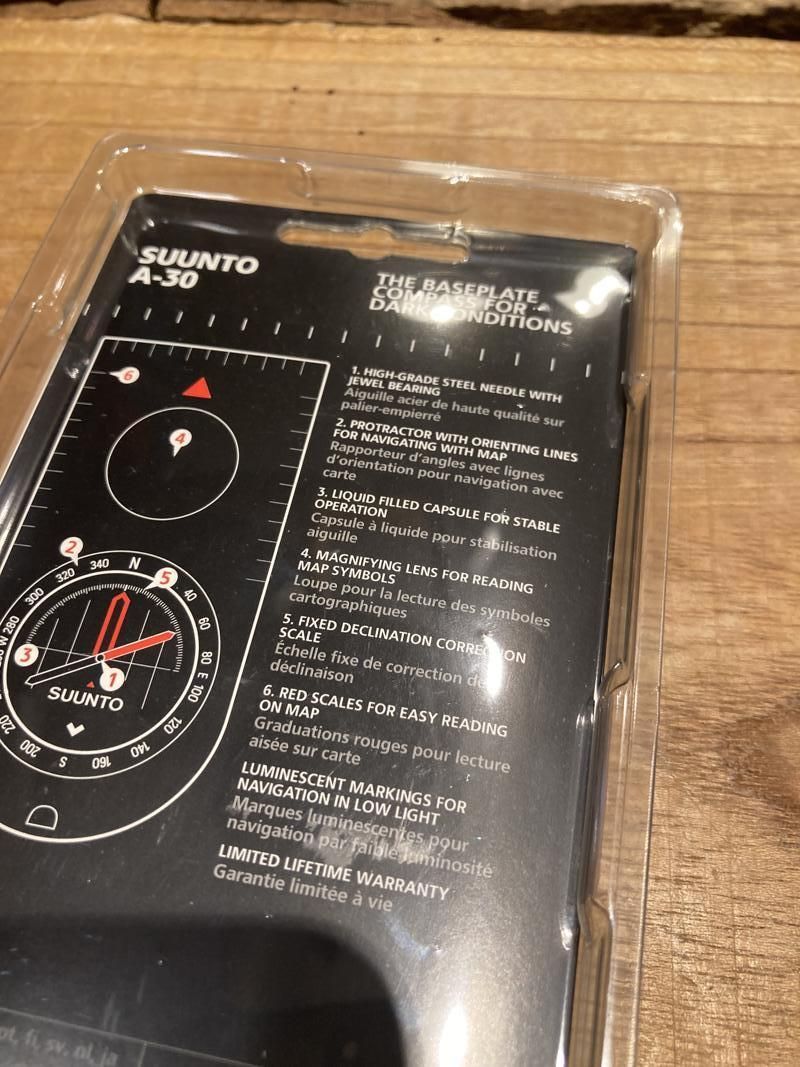 SUUNTO
A-30
THE BASEPLATE
COMPASS FOR
DARK CONDITIONS
1. HIGH-GRADE STEEL NEEDLE WITH
JEWEL BEARING
Aiguille acier de haute qualité sur
palier-empierré
2. PROTRACTOR WITH ORIENTING LINES
FOR NAVIGATING WITH MAP
Rapporteur d'angles avec lignes
d'orientation pour navigation avec
carte
3. LIQUID FILLED CAPSULE FOR STABLE
OPERATION
Capsule à liquide pour stabilisation
aiguille
4. MAGNIFYING LENS FOR READING
MAP SYMBOLS
Loupe pour la lecture des symboles
cartographiques
5. FIXED DECLINATION CORRECTION
SCALE
Échelle fixe de correction de
déclinaison
6. RED SCALES FOR EASY READING
ON MAP
Graduations rouges pour lecture
aisée sur carte
LUMINESCENT MARKINGS FOR
NAVIGATION IN LOW LIGHT
Marques luminescentes pour
navigation par faible luminosité
LIMITED LIFETIME WARRANTY
Garantie limitée à vie
6
4
2
5
3
1
N
40
60
80
E
100
120
140
160
S
200
220
W
280
300
320
340
SUUNTO
pt, fi, sv, nl, ja